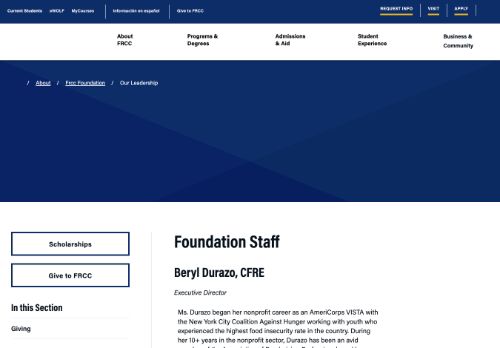 Current Students eWOLF MyCourses Información en español Give to FRCC REQUEST INFO VISIT APPLY
About FRCC
Programs & Degrees
Admissions & Aid
Student Experience
Business & Community
/ About / Frcc Foundation / Our Leadership
Scholarships
Give to FRCC
In this Section
Giving
Foundation Staff
Beryl Durazo, CFRE
Executive Director
Ms. Durazo began her nonprofit career as an AmeriCorps VISTA with
the New York City Coalition Against Hunger working with youth who
experienced the highest food insecurity rate in the country. During
her 10+ years in the nonprofit sector, Durazo has been an avid